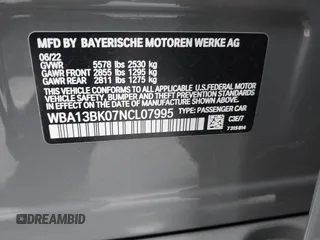 MFD BY BAYERISCHE MOTOREN WERKE AG
06/22
GVWR 5578 lbs 2530 kg
GAWR FRONT 2855 lbs 1295 kg
GAWR REAR 2811 lbs 1275 kg
THIS VEHICLE CONFORMS TO ALL APPLICABLE
U.S. FEDERAL MOTOR VEHICLE SAFETY, BUMPER,
AND THEFT PREVENTION STANDARDS IN EFFECT
ON THE DATE OF MANUFACTURE SHOWN ABOVE.
WBA13BK07NCL07995 TYPE: PASSENGER CAR
C3E/7
DREAMBID